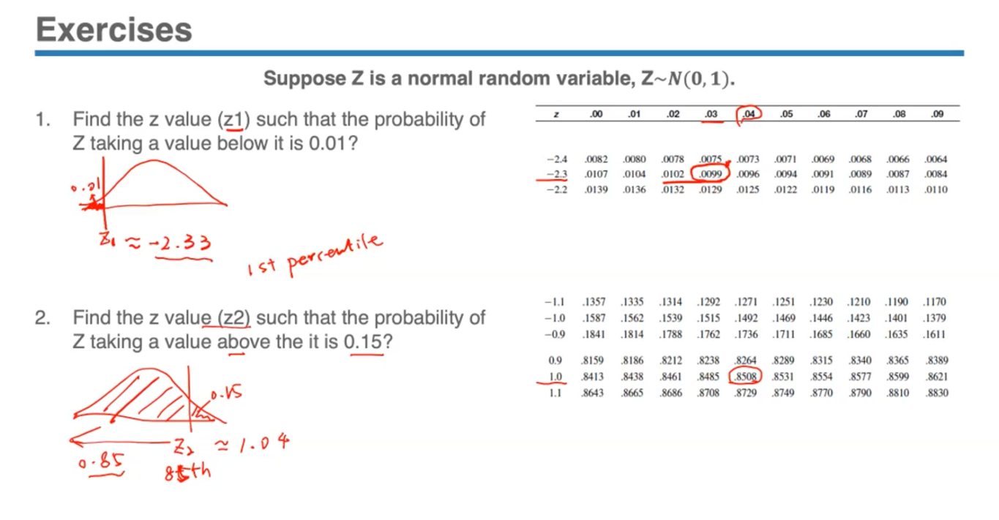 Exercises
Suppose Z is a normal random variable, Z~N(0, 1).
1. Find the z value (z1) such that the probability of
Z taking a value below it is 0.01?
0.01
Z₁ ≈ -2.33
1st percentile
z .00 .01 .02 .03 .04 .05 .06 .07 .08 .09
−2.4 .0082 .0080 .0078 .0075 .0073 .0071 .0069 .0068 .0066 .0064
−2.3 .0107 .0104 .0102 .0099 .0096 .0094 .0091 .0089 .0087 .0084
−2.2 .0139 .0136 .0132 .0129 .0125 .0122 .0119 .0116 .0113 .0110
2. Find the z value (z2) such that the probability of
Z taking a value above the it is 0.15?
0.15
Z₂ ≈ 1.04
0.85
85th
−1.1 .1357 .1335 .1314 .1292 .1271 .1251 .1230 .1210 .1190 .1170
−1.0 .1587 .1562 .1539 .1515 .1492 .1469 .1446 .1423 .1401 .1379
−0.9 .1841 .1814 .1788 .1762 .1736 .1711 .1685 .1660 .1635 .1611
0.9 .8159 .8186 .8212 .8238 .8264 .8289 .8315 .8340 .8365 .8389
1.0 .8413 .8438 .8461 .8485 .8508 .8531 .8554 .8577 .8599 .8621
1.1 .8643 .8665 .8686 .8708 .8729 .8749 .8770 .8790 .8810 .8830